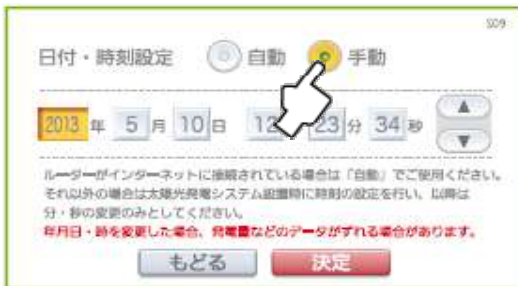 S09
日付・時刻設定 自動 手動
2013 年 5 月 10 日 12 23 分 34 秒
ルーターがインターネットに接続されている場合は「自動」でご使用ください。
それ以外の場合は太陽光発電システム設置時に時刻の設定を行い、以降は
分・秒の変更のみとしてください。
年月日・時を変更した場合、発電量などのデータがずれる場合があります。
もどる 決定